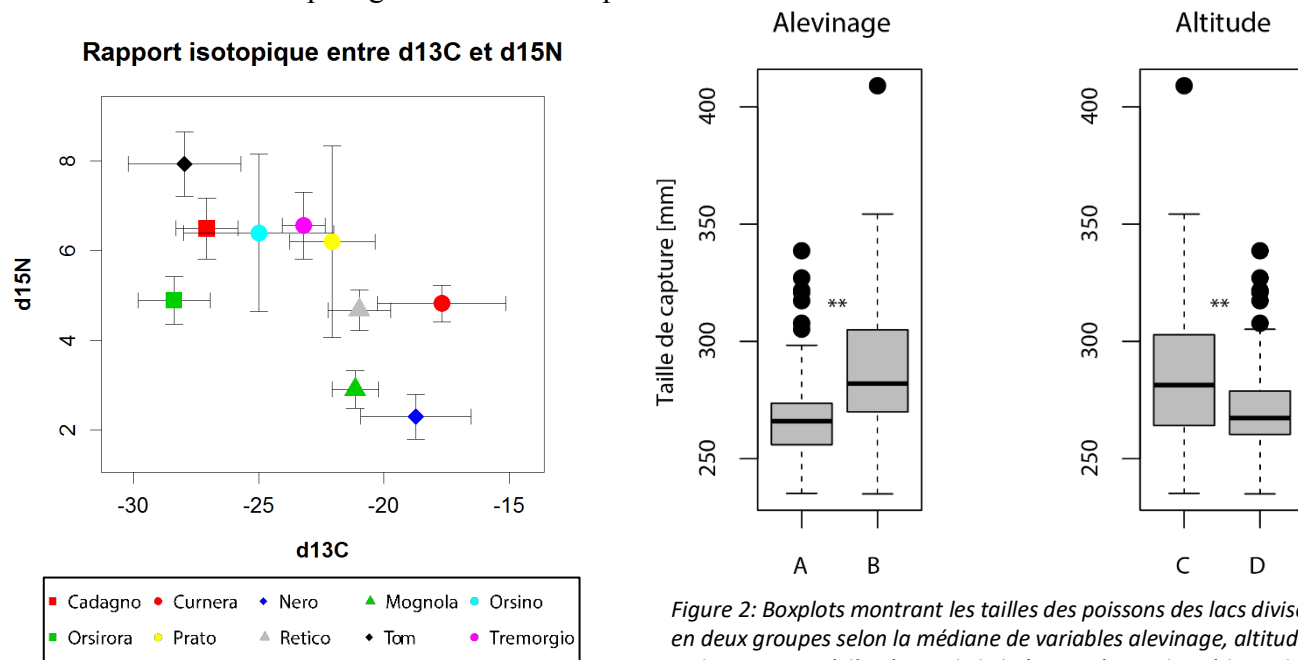 Rapport isotopique entre d13C et d15N
d15N
8
6
4
2
-30 -25 -20 -15
d13C
Cadagno Curnera Nero Mognola Orsino
Orsirora Prato Retico Tom Tremorgio
Alevinage
Taille de capture [mm]
400
350
300
250
**
A B
Altitude
400
350
300
250
**
C D
Figure 2: Boxplots montrant les tailles des poissons des lacs divisé
en deux groupes selon la médiane de variables alevinage, altitud